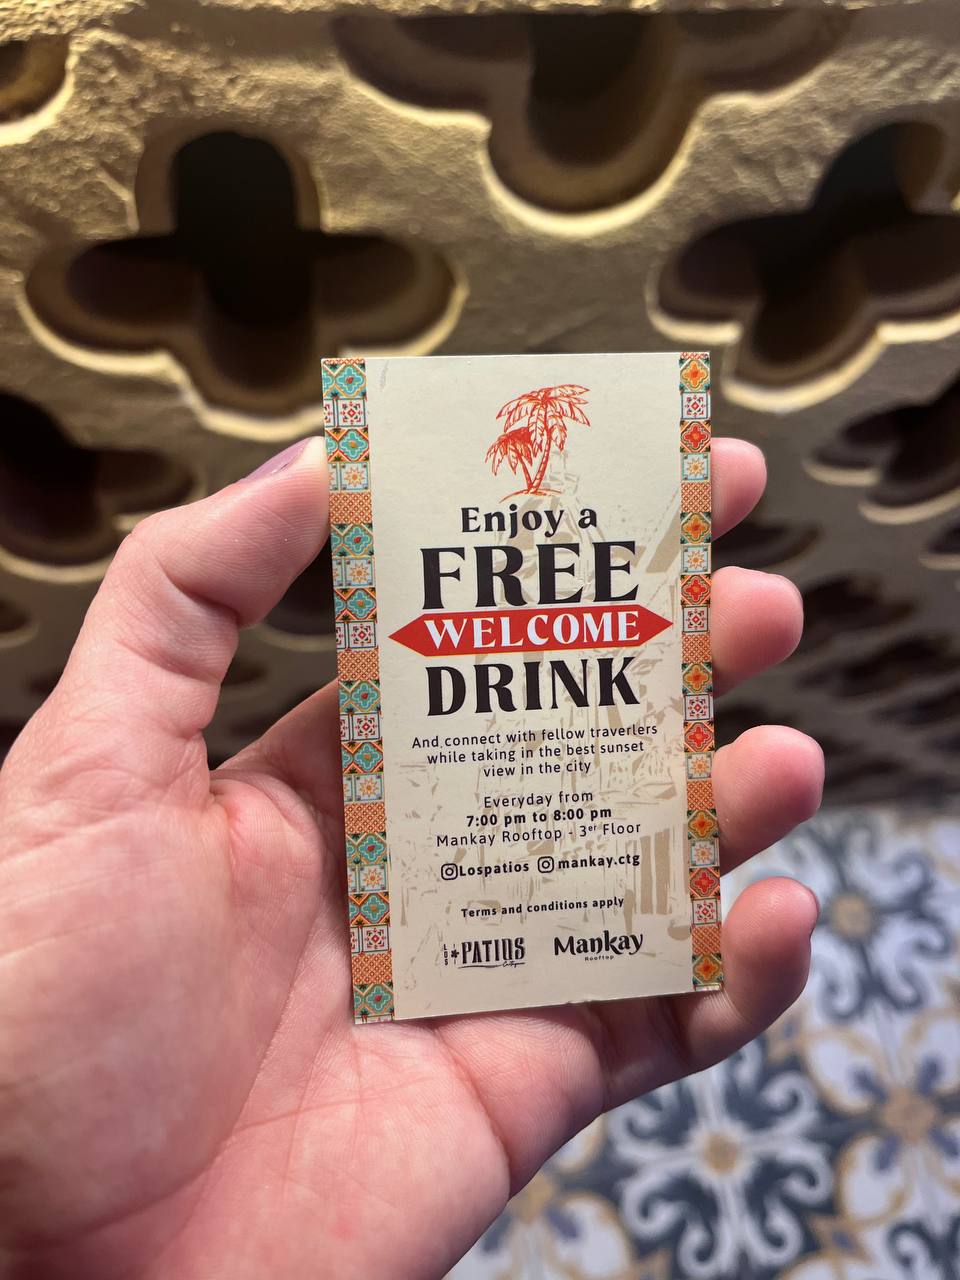 Enjoy a
FREE
WELCOME
DRINK
And connect with fellow traverlers
while taking in the best sunset
view in the city
Everyday from
7:00 pm to 8:00 pm
Mankay Rooftop - 3er Floor
Lospatios mankay.ctg
Terms and conditions apply
LOS PATIOS Mankay
Rooftop